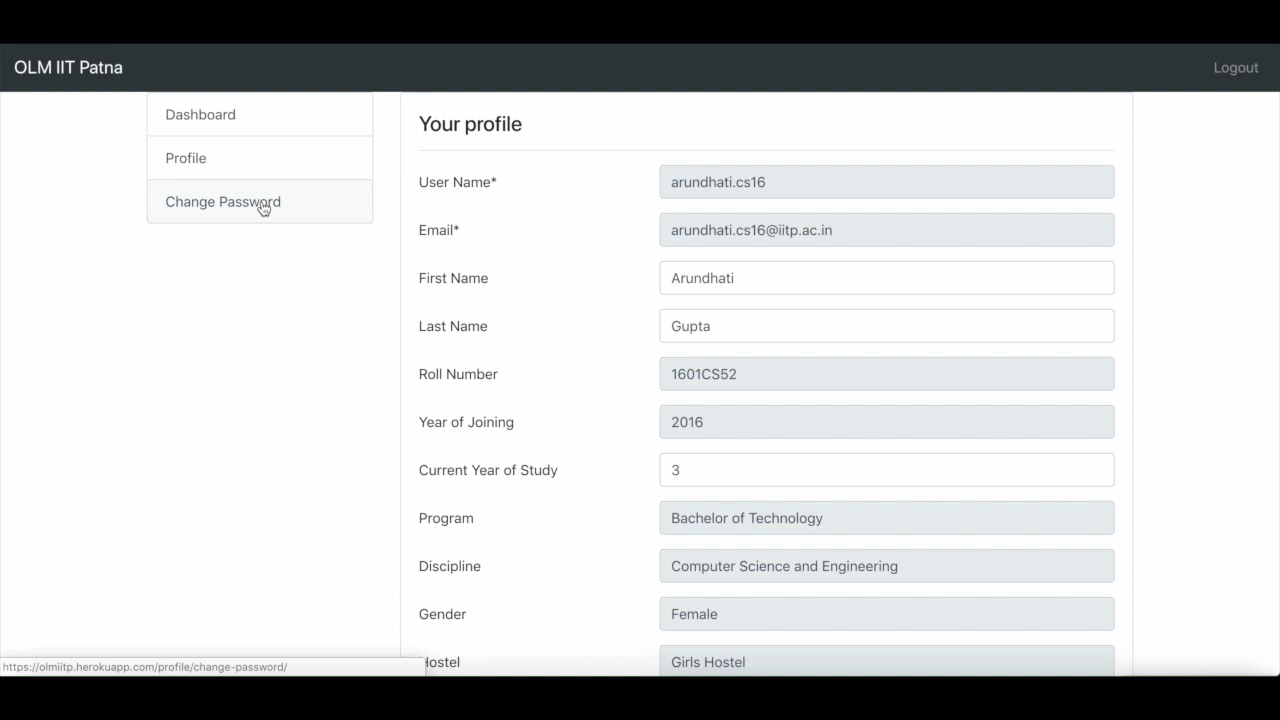 OLM IIT Patna
Logout
Dashboard
Profile
Change Password
Your profile
User Name* arundhati.cs16
Email* arundhati.cs16@iitp.ac.in
First Name Arundhati
Last Name Gupta
Roll Number 1601CS52
Year of Joining 2016
Current Year of Study 3
Program Bachelor of Technology
Discipline Computer Science and Engineering
Gender Female
Hostel Girls Hostel
https://olmiitp.herokuapp.com/profile/change-password/